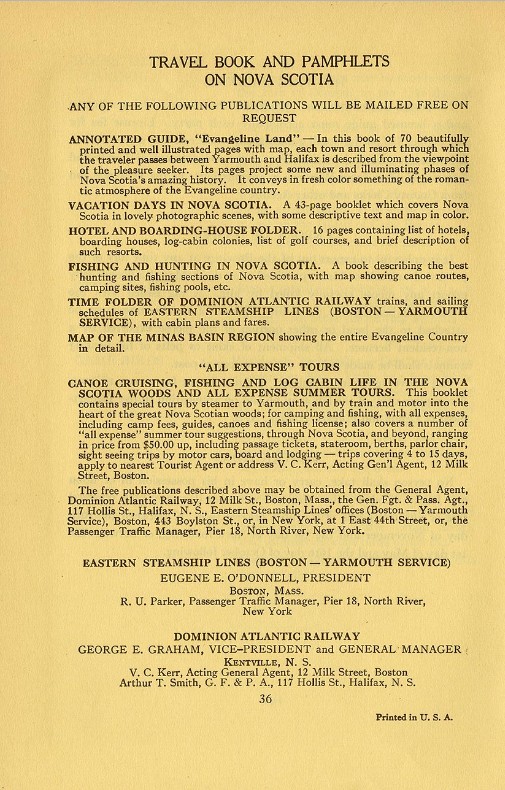 TRAVEL BOOK AND PAMPHLETS
ON NOVA SCOTIA
ANY OF THE FOLLOWING PUBLICATIONS WILL BE MAILED FREE ON
REQUEST
ANNOTATED GUIDE, "Evangeline Land" — In this book of 70 beautifully
printed and well illustrated pages with map, each town and resort through which
the traveler passes between Yarmouth and Halifax is described from the viewpoint
of the pleasure seeker. Its pages project some new and illuminating phases of
Nova Scotia's amazing history. It conveys in fresh color something of the roman-
tic atmosphere of the Evangeline country.
VACATION DAYS IN NOVA SCOTIA. A 43-page booklet which covers Nova
Scotia in lovely photographic scenes, with some descriptive text and map in color.
HOTEL AND BOARDING-HOUSE FOLDER. 16 pages containing list of hotels,
boarding houses, log-cabin colonies, list of golf courses, and brief description of
such resorts.
FISHING AND HUNTING IN NOVA SCOTIA. A book describing the best
hunting and fishing sections of Nova Scotia, with map showing canoe routes,
camping sites, fishing pools, etc.
TIME FOLDER OF DOMINION ATLANTIC RAILWAY trains, and sailing
schedules of EASTERN STEAMSHIP LINES (BOSTON — YARMOUTH
SERVICE), with cabin plans and fares.
MAP OF THE MINAS BASIN REGION showing the entire Evangeline Country
in detail.
"ALL EXPENSE" TOURS
CANOE CRUISING, FISHING AND LOG CABIN LIFE IN THE NOVA
SCOTIA WOODS AND ALL EXPENSE SUMMER TOURS. This booklet
contains special tours by steamer to Yarmouth, and by train and motor into the
heart of the great Nova Scotian woods; for camping and fishing, with all expenses,
including camp fees, guides, canoes and fishing license; also covers a number of
"all expense" summer tour suggestions, through Nova Scotia, and beyond, ranging
in price from $50.00 up, including passage tickets, stateroom, berths, parlor chair,
sight seeing trips by motor cars, board and lodging — trips covering 4 to 15 days,
apply to nearest Tourist Agent or address V. C. Kerr, Acting Gen'l Agent, 12 Milk
Street, Boston.
The free publications described above may be obtained from the General Agent,
Dominion Atlantic Railway, 12 Milk St., Boston, Mass., the Gen. Fgt. & Pass. Agt.,
117 Hollis St., Halifax, N. S., Eastern Steamship Lines' offices (Boston — Yarmouth
Service), Boston, 443 Boylston St., or, in New York, at 1 East 44th Street, or, the
Passenger Traffic Manager, Pier 18, North River, New York.
EASTERN STEAMSHIP LINES (BOSTON — YARMOUTH SERVICE)
EUGENE E. O'DONNELL, PRESIDENT
BOSTON, MASS.
R. U. Parker, Passenger Traffic Manager, Pier 18, North River,
New York
DOMINION ATLANTIC RAILWAY
GEORGE E. GRAHAM, VICE-PRESIDENT and GENERAL MANAGER
KENTVILLE, N. S.
V. C. Kerr, Acting General Agent, 12 Milk Street, Boston
Arthur T. Smith, G. F. & P. A., 117 Hollis St., Halifax, N. S.
36
Printed in U. S. A.